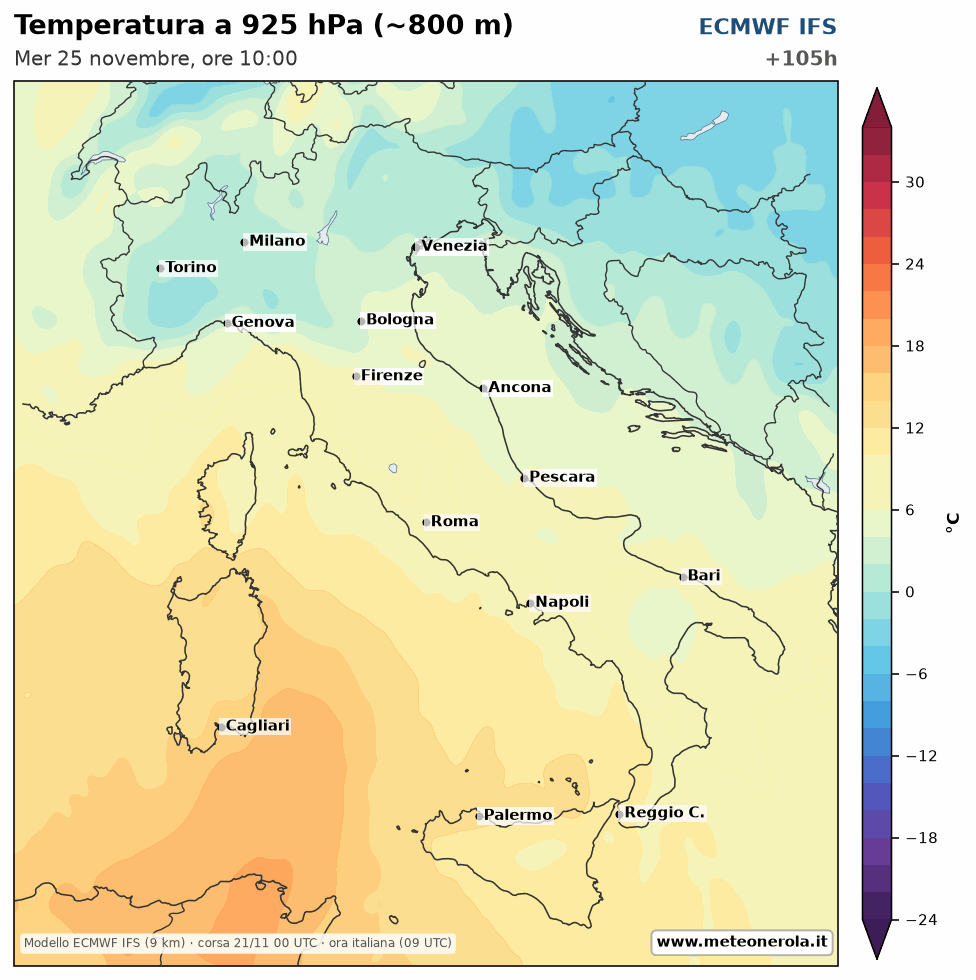 Temperatura a 925 hPa (~800 m)
ECMWF IFS
Mer 25 novembre, ore 10:00
+105h
Milano
Venezia
Torino
Genova
Bologna
Firenze
Ancona
Pescara
Roma
Bari
Napoli
Cagliari
Palermo
Reggio C.
30
24
18
12
6
0
−6
−12
−18
−24
°C
Modello ECMWF IFS (9 km) · corsa 21/11 00 UTC · ora italiana (09 UTC)
www.meteonerola.it